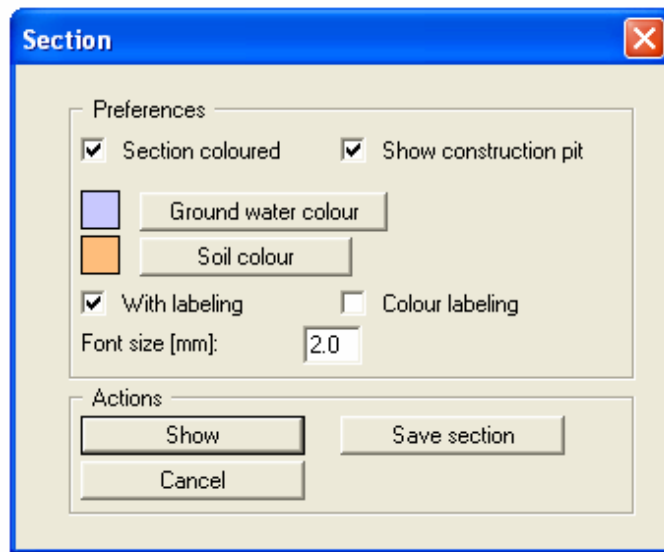 Section
Preferences
Section coloured Show construction pit
Ground water colour
Soil colour
With labeling Colour labeling
Font size [mm]: 2.0
Actions
Show Save section
Cancel